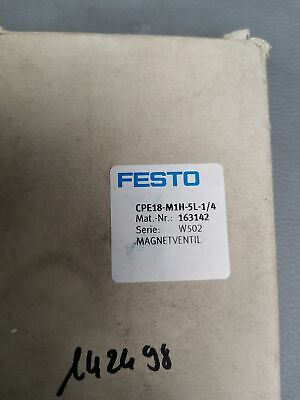 FESTO
CPE18-M1H-5L-1/4
Mat.-Nr.: 163142
Serie: W502
MAGNETVENTIL
142498